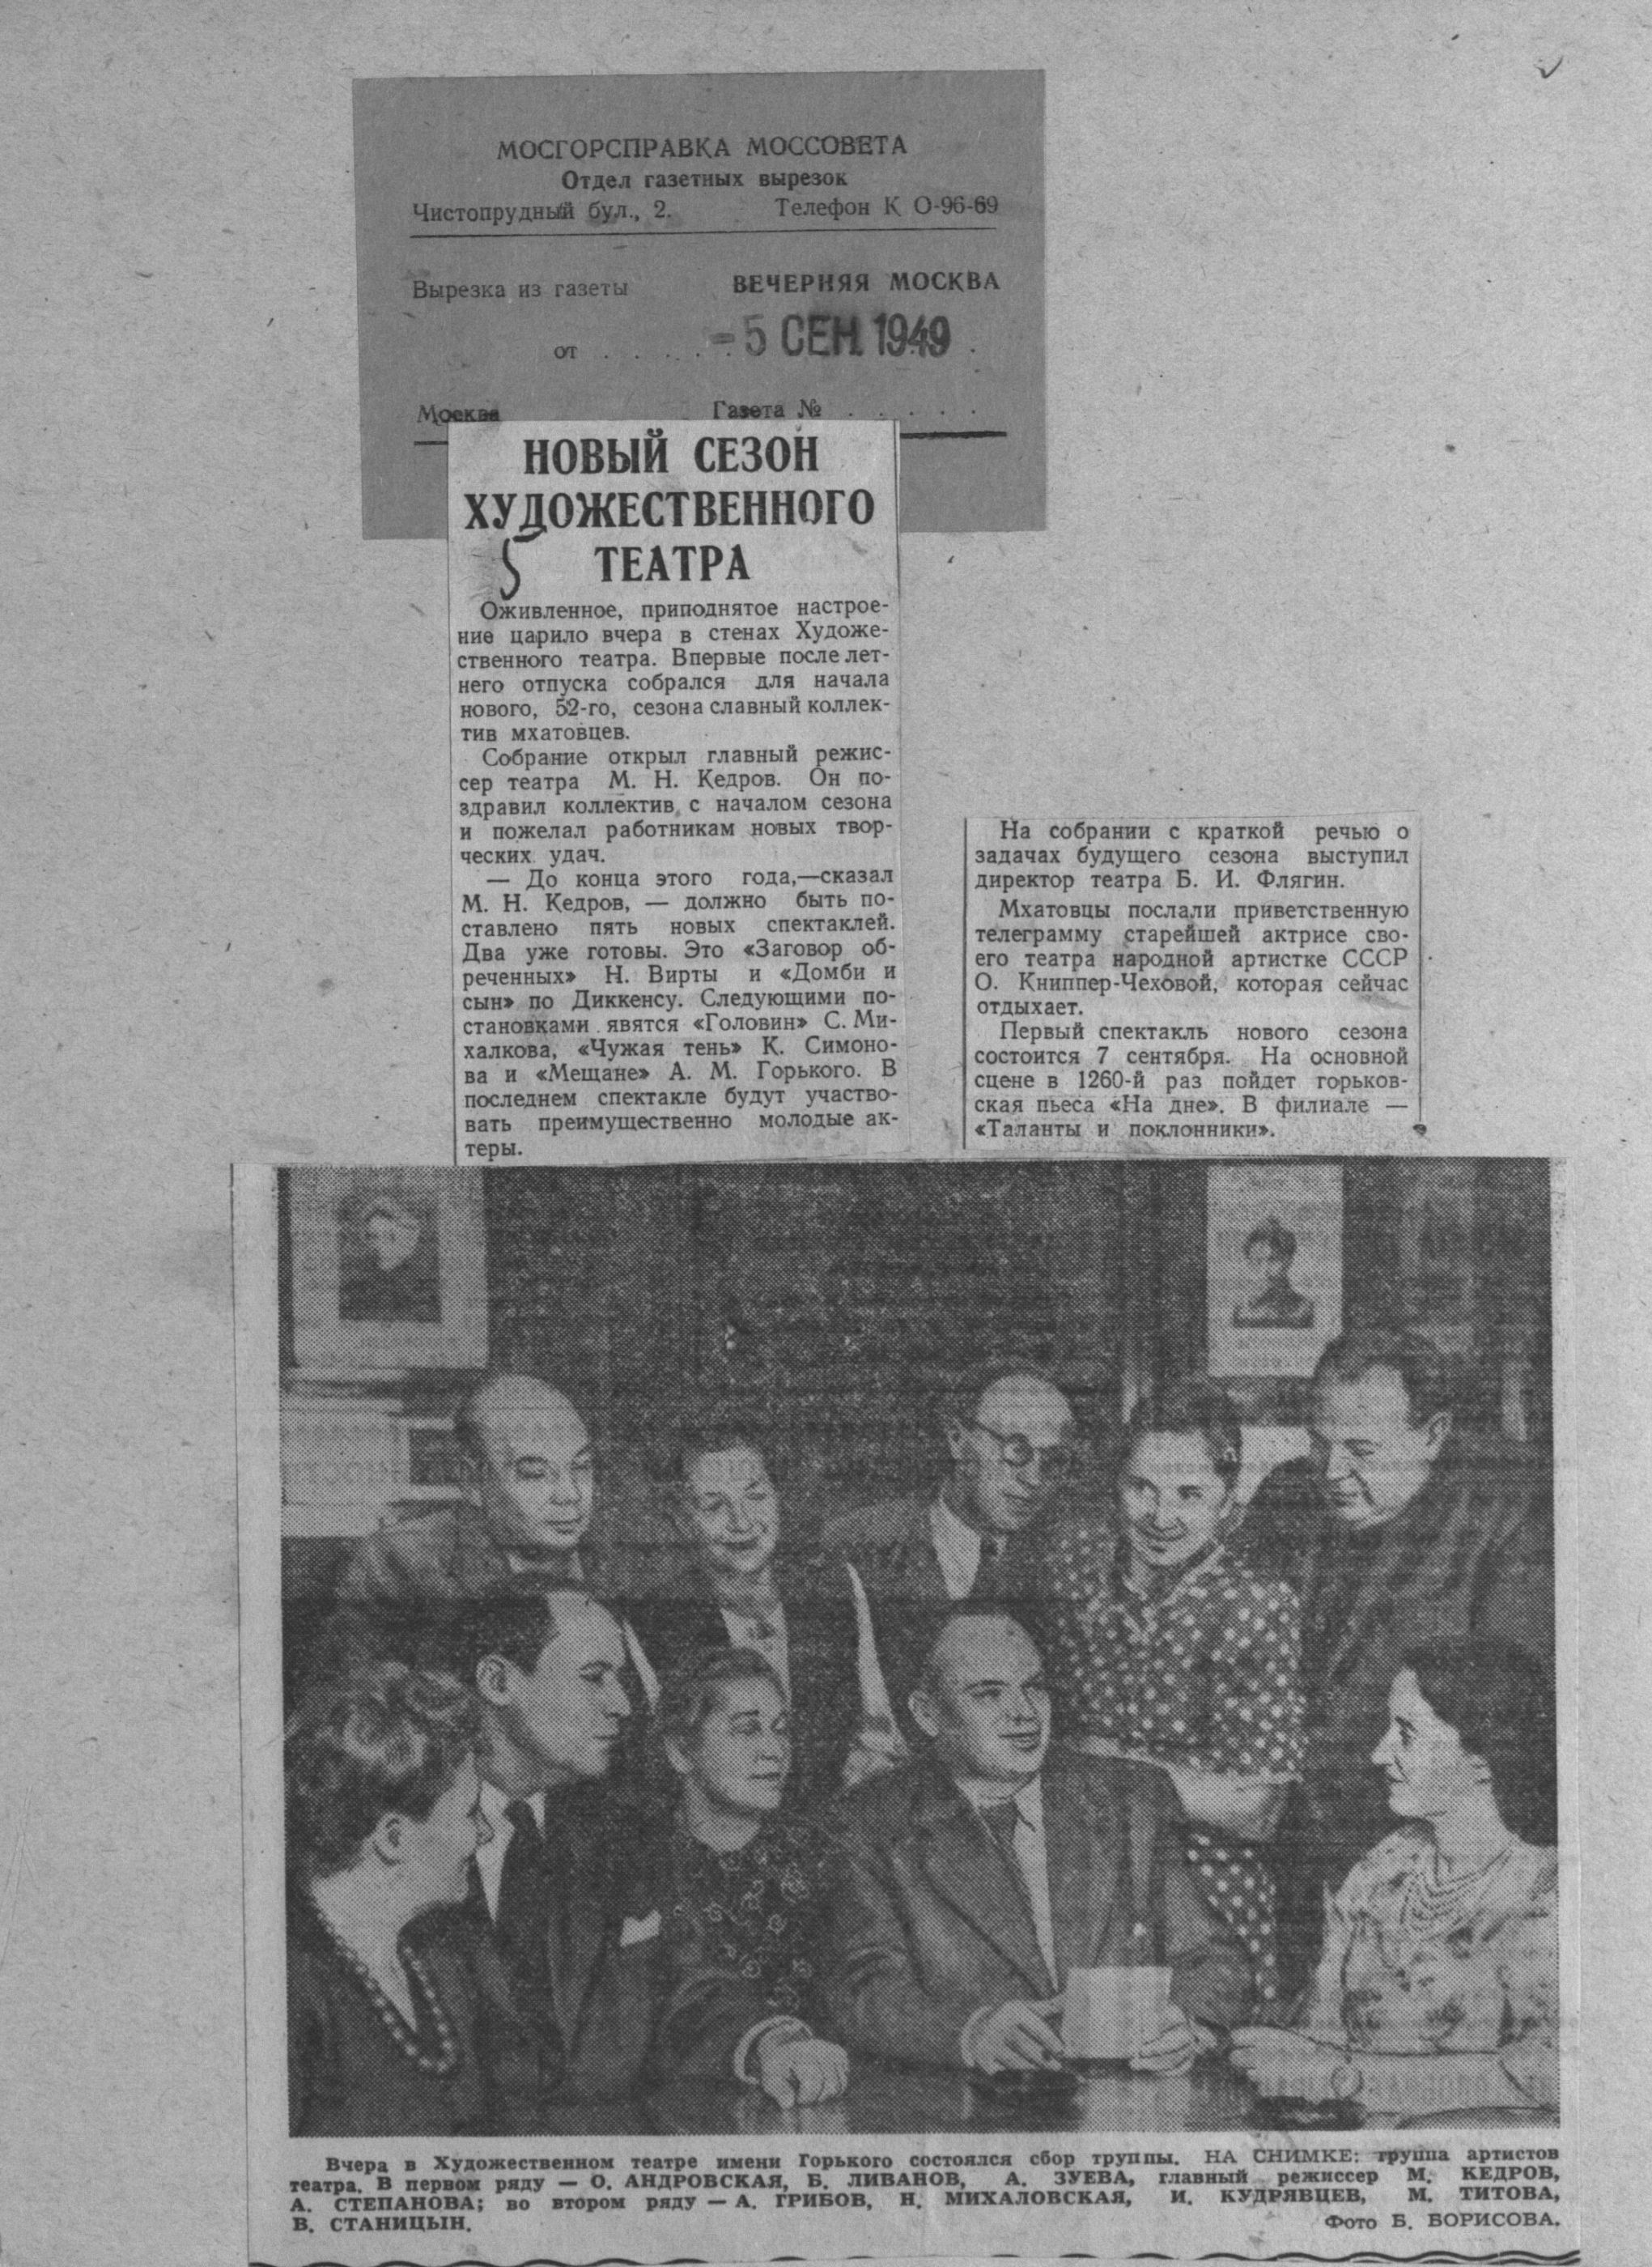 МОСГОРСПРАВКА МОССОВЕТА
Отдел газетных вырезок
Чистопрудный бул., 2. Телефон К 0-96-69
Вырезка из газеты ВЕЧЕРНЯЯ МОСКВА
от . . . . . . -5 СЕН. 1949 .
Москва Газета № . . . . .
НОВЫЙ СЕЗОН
ХУДОЖЕСТВЕННОГО
ТЕАТРА
Оживленное, приподнятое настрое-
ние царило вчера в стенах Художе-
ственного театра. Впервые после лет-
него отпуска собрался для начала
нового, 52-го, сезона славный коллек-
тив мхатовцев.
Собрание открыл главный режис-
сер театра М. Н. Кедров. Он по-
здравил коллектив с началом сезона
и пожелал работникам новых твор-
ческих удач.
— До конца этого года,—сказал
М. Н. Кедров, — должно быть по-
ставлено пять новых спектаклей.
Два уже готовы. Это «Заговор об-
реченных» Н. Вирты и «Домби и
сын» по Диккенсу. Следующими по-
становками явятся «Головин» С. Ми-
халкова, «Чужая тень» К. Симоно-
ва и «Мещане» А. М. Горького. В
последнем спектакле будут участво-
вать преимущественно молодые ак-
теры.
На собрании с краткой речью о
задачах будущего сезона выступил
директор театра Б. И. Флягин.
Мхатовцы послали приветственную
телеграмму старейшей актрисе сво-
его театра народной артистке СССР
О. Книппер-Чеховой, которая сейчас
отдыхает.
Первый спектакль нового сезона
состоится 7 сентября. На основной
сцене в 1260-й раз пойдет горьков-
ская пьеса «На дне». В филиале —
«Таланты и поклонники».
Вчера в Художественном театре имени Горького состоялся сбор труппы. НА СНИМКЕ: группа артистов
театра. В первом ряду — О. АНДРОВСКАЯ, Б. ЛИВАНОВ, А. ЗУЕВА, главный режиссер М. КЕДРОВ,
А. СТЕПАНОВА; во втором ряду — А. ГРИБОВ, Н. МИХАЛОВСКАЯ, И. КУДРЯВЦЕВ, М. ТИТОВА,
В. СТАНИЦЫН. Фото Б. БОРИСОВА.